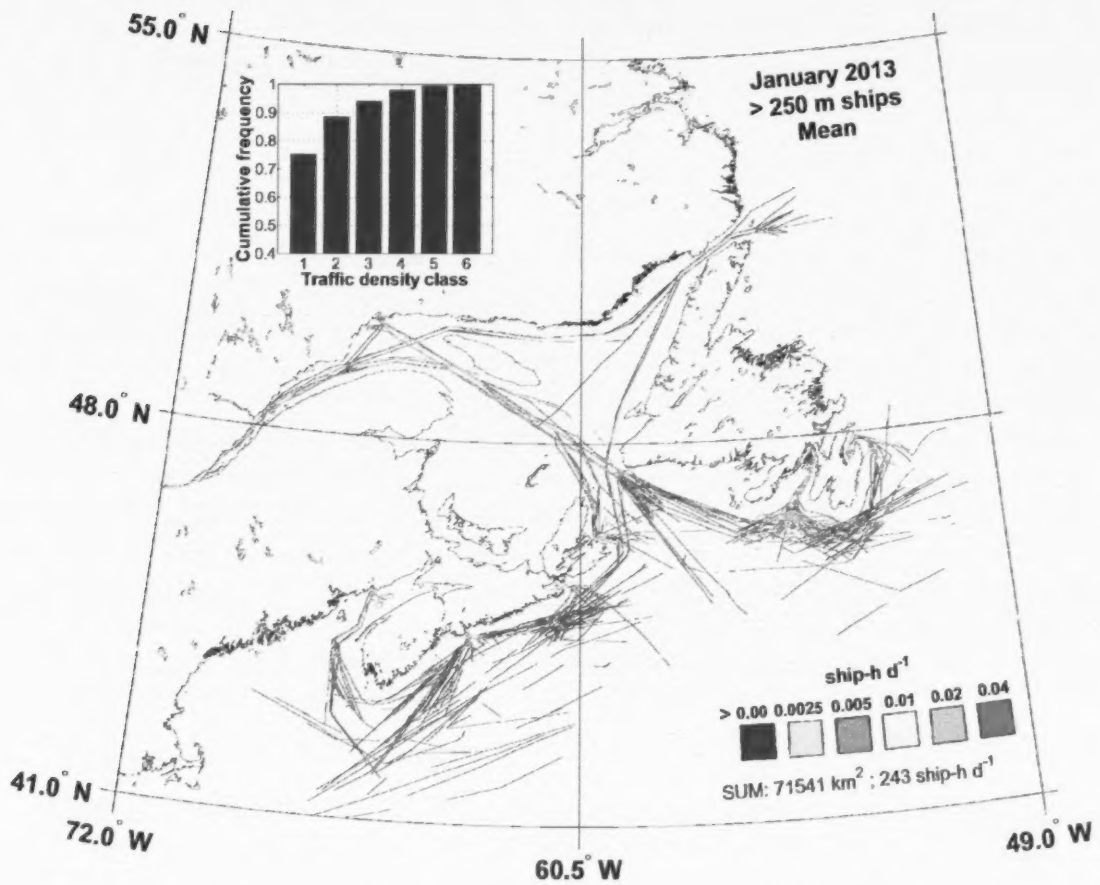 55.0° N
January 2013
> 250 m ships
Mean
1
0.9
0.8
0.7
0.6
0.5
0.4
Cumulative frequency
1 2 3 4 5 6
Traffic density class
48.0° N
ship-h d⁻¹
> 0.00 0.0025 0.005 0.01 0.02 0.04
SUM: 71541 km² ; 243 ship-h d⁻¹
41.0° N
72.0° W
60.5° W
49.0° W